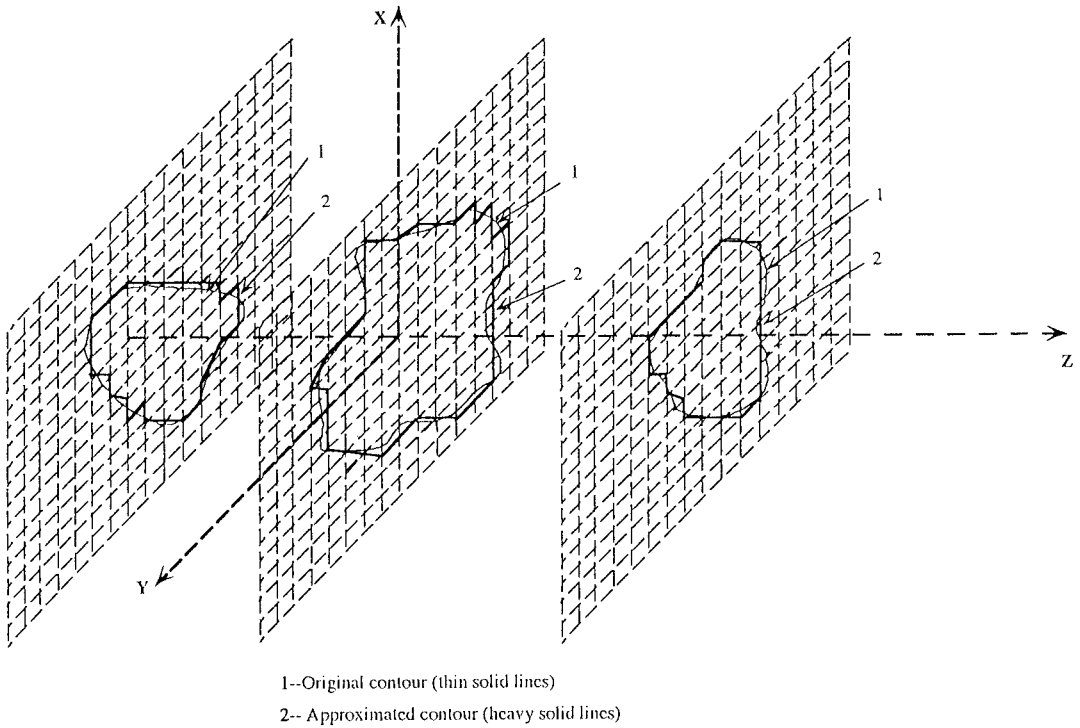 X
1
2
1
2
1
2
Z
Y
1--Original contour (thin solid lines)
2-- Approximated contour (heavy solid lines)